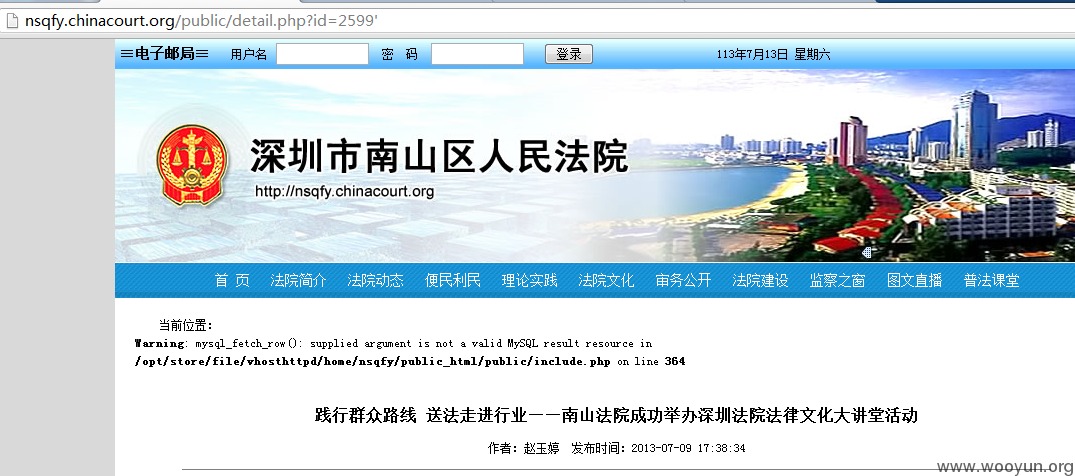 nsqfy.chinacourt.org/public/detail.php?id=2599'
≡电子邮局≡ 用户名 密 码 登录 113年7月13日 星期六
深圳市南山区人民法院
http://nsqfy.chinacourt.org
首 页 法院简介 法院动态 便民利民 理论实践 法院文化 审务公开 法院建设 监察之窗 图文直播 普法课堂
当前位置：
Warning: mysql_fetch_row(): supplied argument is not a valid MySQL result resource in
/opt/store/file/vhosthttpd/home/nsqfy/public_html/public/include.php on line 364
践行群众路线 送法走进行业——南山法院成功举办深圳法院法律文化大讲堂活动
作者：赵玉婷 发布时间：2013-07-09 17:38:34
www.wooyun.org